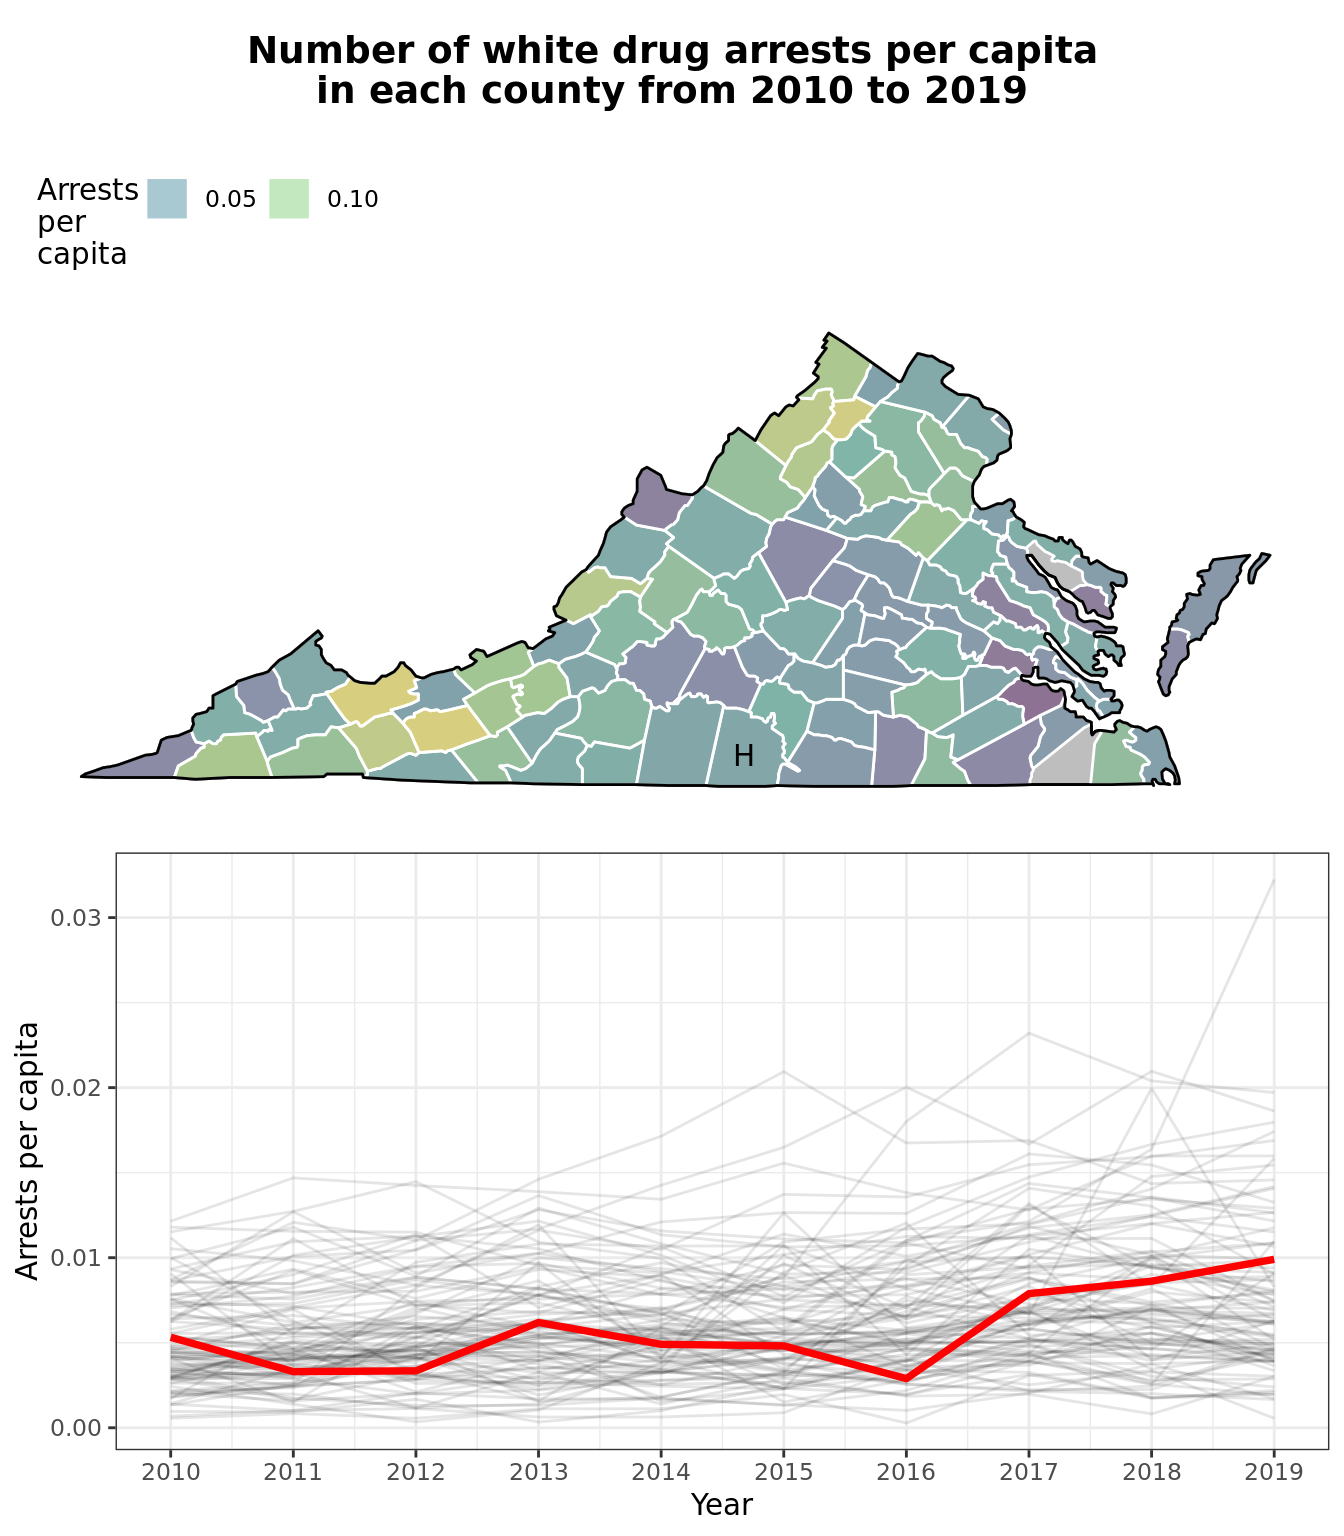 Number of white drug arrests per capita
in each county from 2010 to 2019
Arrests
per
capita
0.05
0.10
H
0.03
0.02
0.01
0.00
Arrests per capita
2010 2011 2012 2013 2014 2015 2016 2017 2018 2019
Year